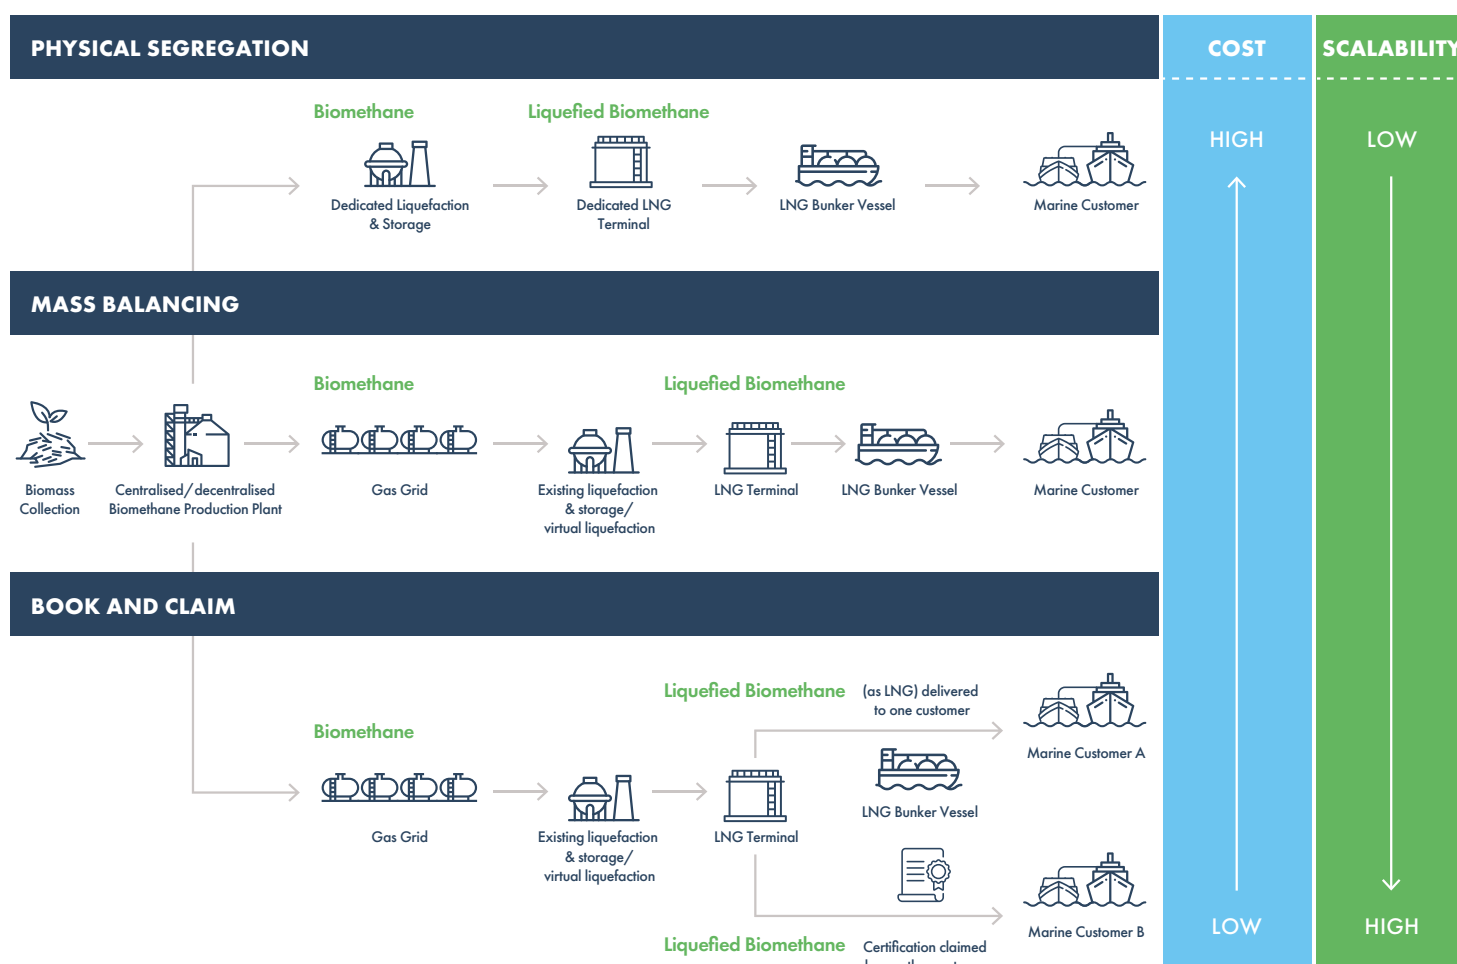 PHYSICAL SEGREGATION
COST
SCALABILITY
Biomethane
Liquefied Biomethane
HIGH
LOW
Dedicated Liquefaction
& Storage
Dedicated LNG
Terminal
LNG Bunker Vessel
Marine Customer
MASS BALANCING
Biomethane
Liquefied Biomethane
Biomass
Collection
Centralised/decentralised
Biomethane Production Plant
Gas Grid
Existing liquefaction
& storage/
virtual liquefaction
LNG Terminal
LNG Bunker Vessel
Marine Customer
BOOK AND CLAIM
Liquefied Biomethane
(as LNG) delivered
to one customer
Biomethane
Marine Customer A
LNG Bunker Vessel
Gas Grid
Existing liquefaction
& storage/
virtual liquefaction
LNG Terminal
Marine Customer B
Liquefied Biomethane
Certification claimed
LOW
HIGH